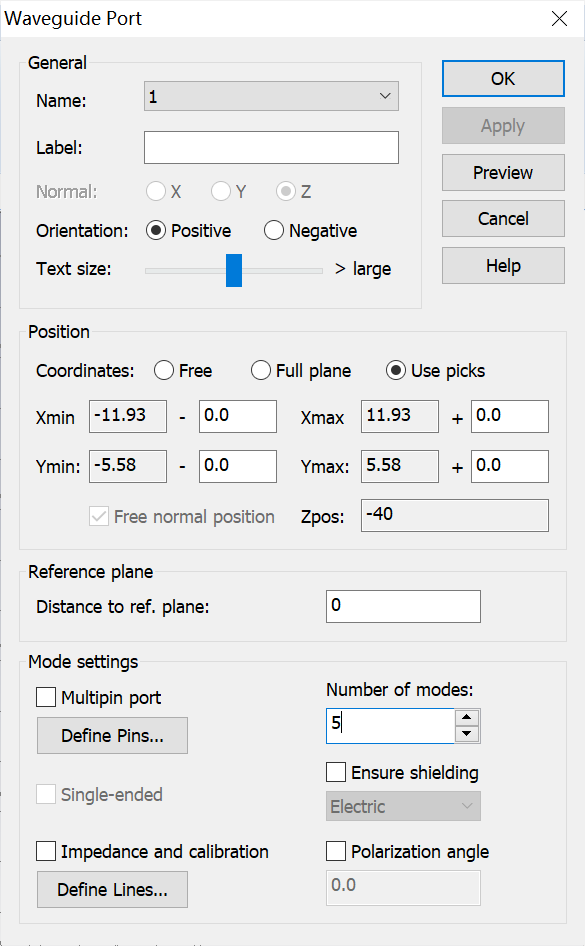 Waveguide Port
General
Name: 1
OK
Label:
Apply
Normal: X Y Z
Preview
Orientation: Positive Negative
Cancel
Text size: > large
Help
Position
Coordinates: Free Full plane Use picks
Xmin -11.93 - 0.0 Xmax 11.93 + 0.0
Ymin: -5.58 - 0.0 Ymax: 5.58 + 0.0
Free normal position Zpos: -40
Reference plane
Distance to ref. plane: 0
Mode settings
Multipin port
Number of modes:
Define Pins...
5
Ensure shielding
Single-ended
Electric
Impedance and calibration
Polarization angle
Define Lines...
0.0